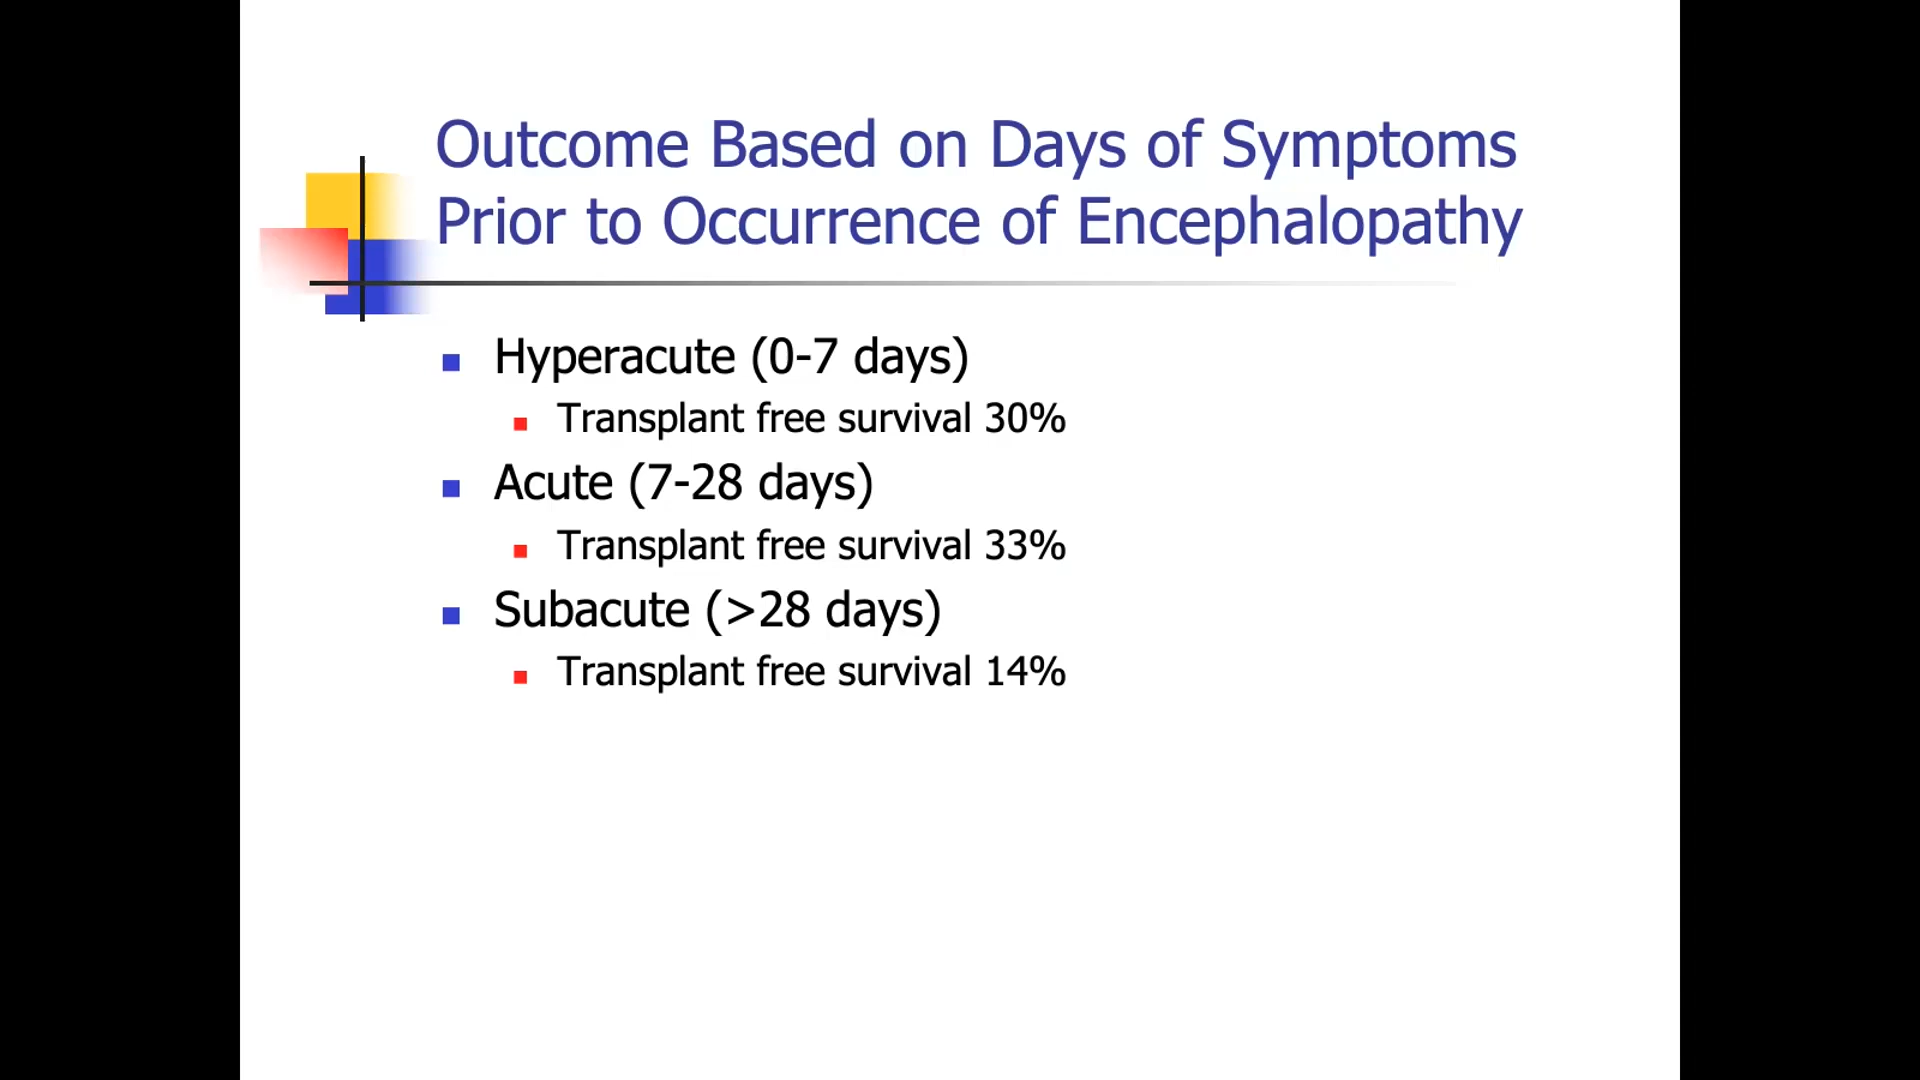 Outcome Based on Days of Symptoms
Prior to Occurrence of Encephalopathy
Hyperacute (0-7 days)
Transplant free survival 30%
Acute (7-28 days)
Transplant free survival 33%
Subacute (>28 days)
Transplant free survival 14%